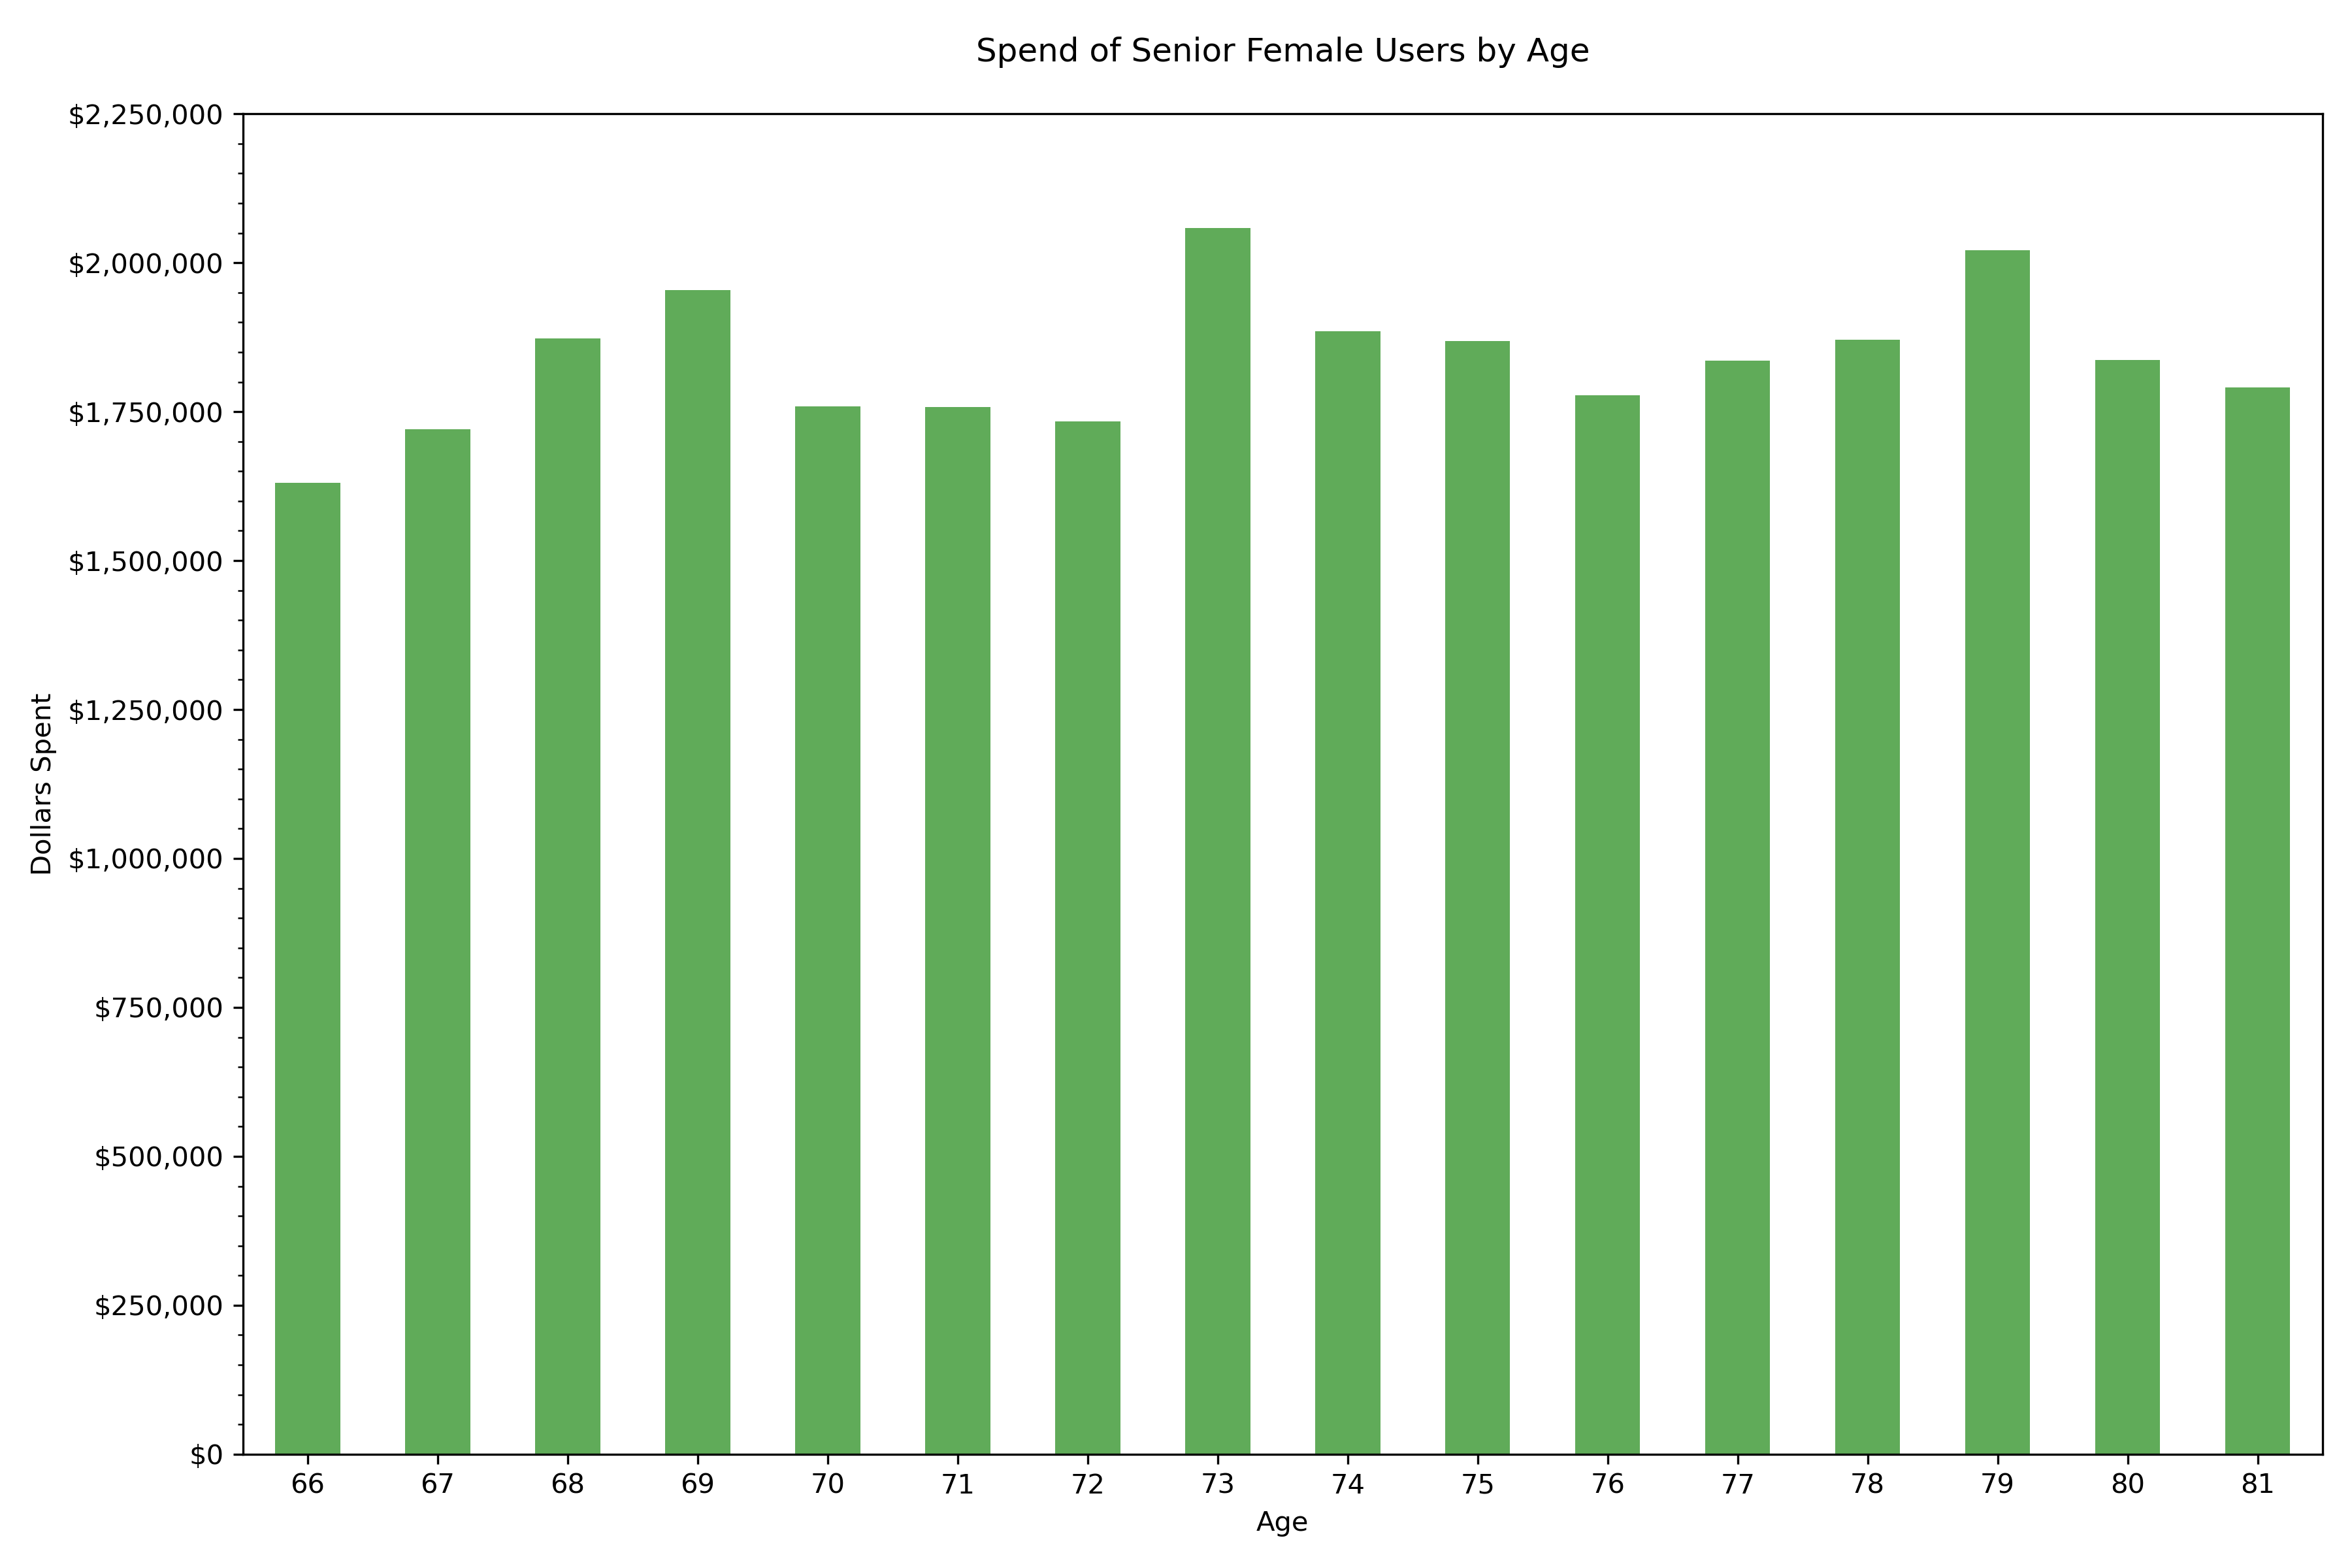 Spend of Senior Female Users by Age
$2,250,000
$2,000,000
$1,750,000
$1,500,000
$1,250,000
$1,000,000
$750,000
$500,000
$250,000
$0
Dollars Spent
66 67 68 69 70 71 72 73 74 75 76 77 78 79 80 81
Age